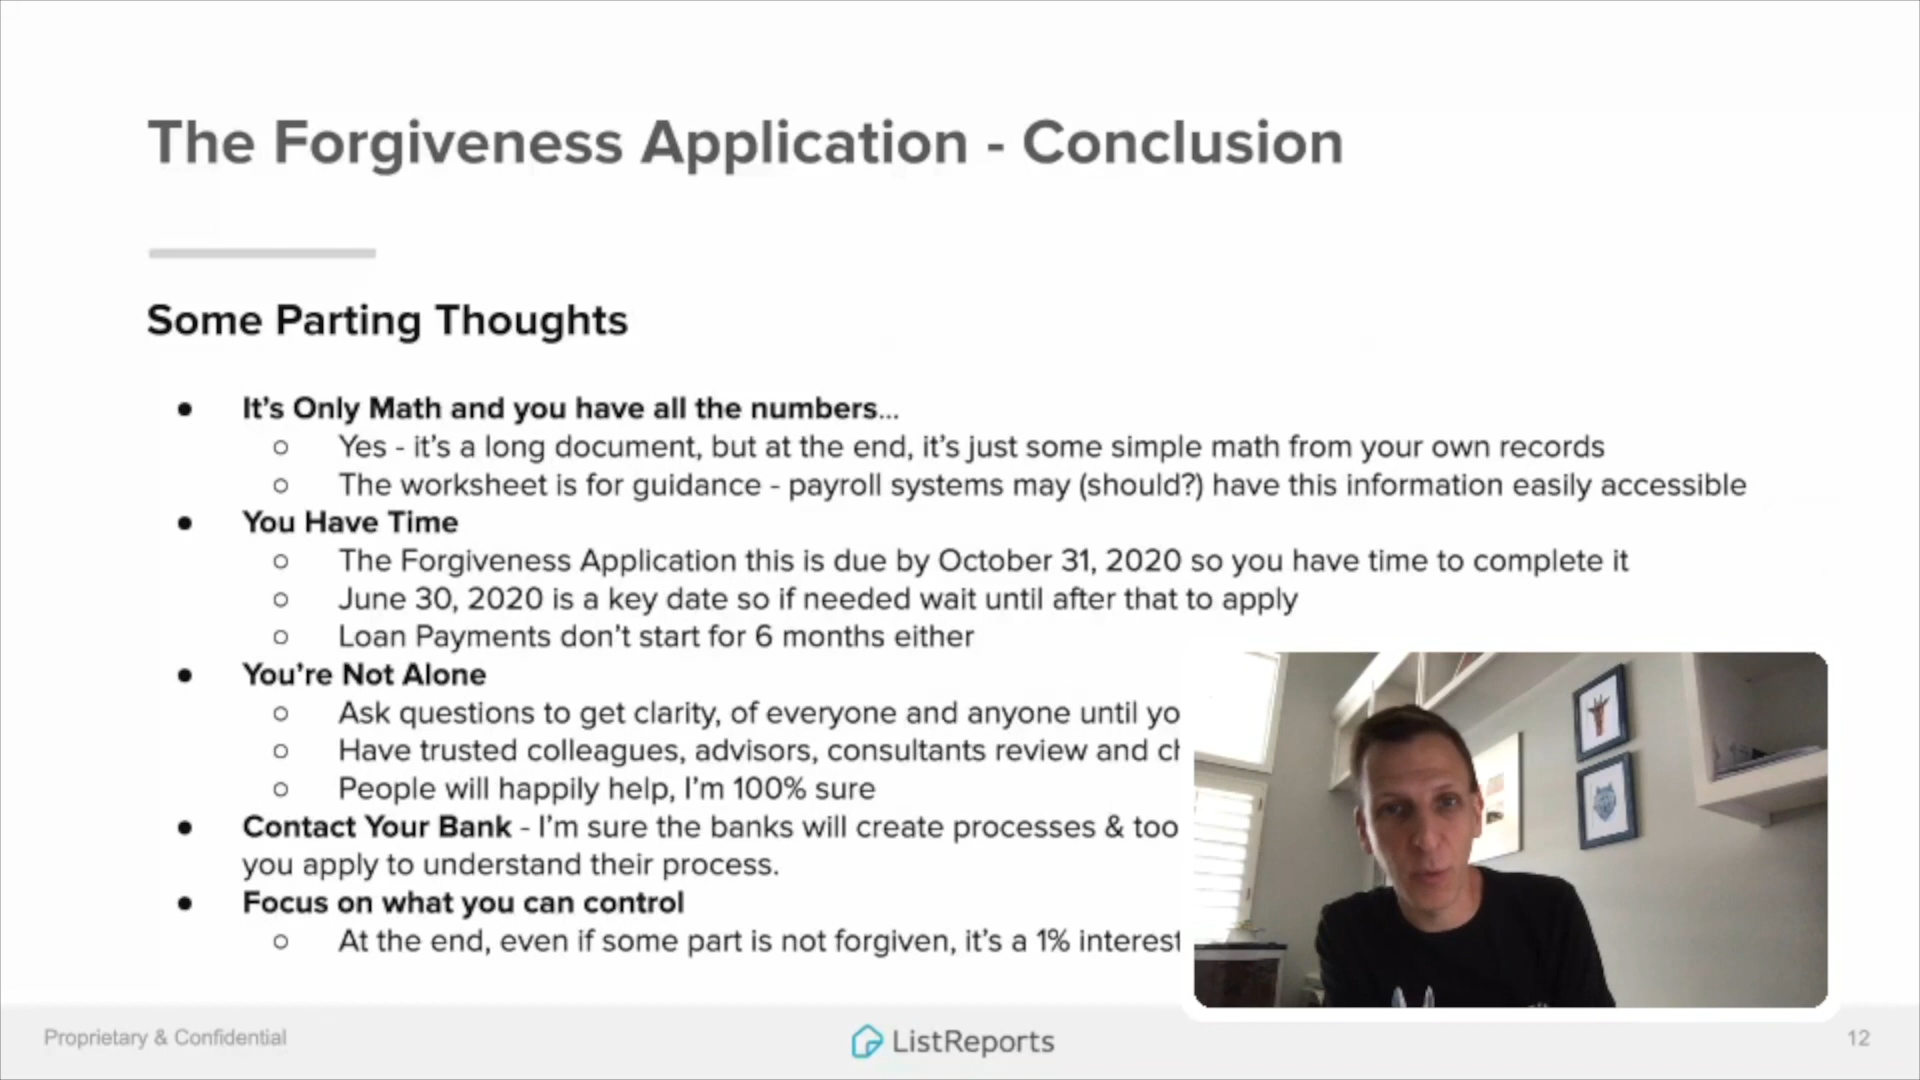 The Forgiveness Application - Conclusion
Some Parting Thoughts
● It's Only Math and you have all the numbers...
○ Yes - it's a long document, but at the end, it's just some simple math from your own records
○ The worksheet is for guidance - payroll systems may (should?) have this information easily accessible
● You Have Time
○ The Forgiveness Application this is due by October 31, 2020 so you have time to complete it
○ June 30, 2020 is a key date so if needed wait until after that to apply
○ Loan Payments don't start for 6 months either
● You're Not Alone
○ Ask questions to get clarity, of everyone and anyone until
○ Have trusted colleagues, advisors, consultants review and
○ People will happily help, I'm 100% sure
● Contact Your Bank - I'm sure the banks will create processes &
you apply to understand their process.
● Focus on what you can control
○ At the end, even if some part is not forgiven, it's a 1% interest
Proprietary & Confidential
ListReports
12